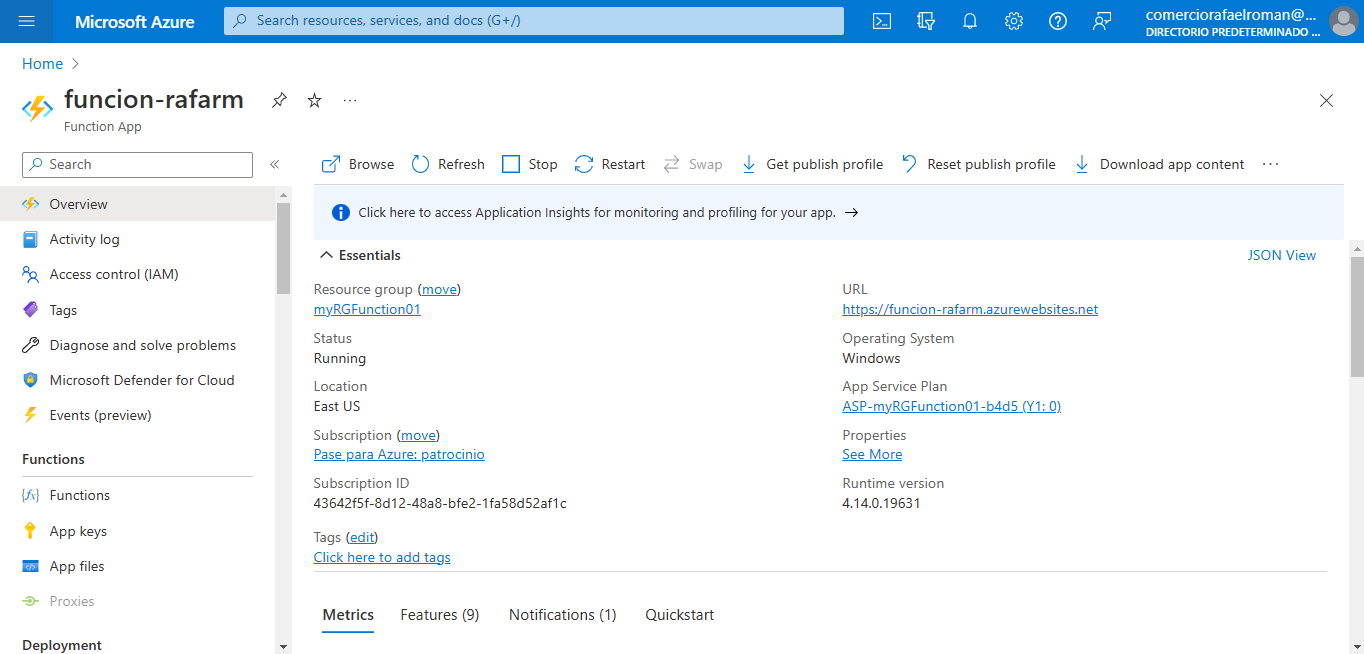 Microsoft Azure
Search resources, services, and docs (G+/)
comerciorafaelroman@...
DIRECTORIO PREDETERMINADO ...
Home
funcion-rafarm
Function App
Search
Browse
Refresh
Stop
Restart
Swap
Get publish profile
Reset publish profile
Download app content
Overview
Activity log
Access control (IAM)
Tags
Diagnose and solve problems
Microsoft Defender for Cloud
Events (preview)
Functions
Functions
App keys
App files
Proxies
Deployment
Click here to access Application Insights for monitoring and profiling for your app.
Essentials
JSON View
Resource group (move)
myRGFunction01
Status
Running
Location
East US
Subscription (move)
Pase para Azure: patrocinio
Subscription ID
43642f5f-8d12-48a8-bfe2-1fa58d52af1c
Tags (edit)
Click here to add tags
URL
https://funcion-rafarm.azurewebsites.net
Operating System
Windows
App Service Plan
ASP-myRGFunction01-b4d5 (Y1: 0)
Properties
See More
Runtime version
4.14.0.19631
Metrics
Features (9)
Notifications (1)
Quickstart